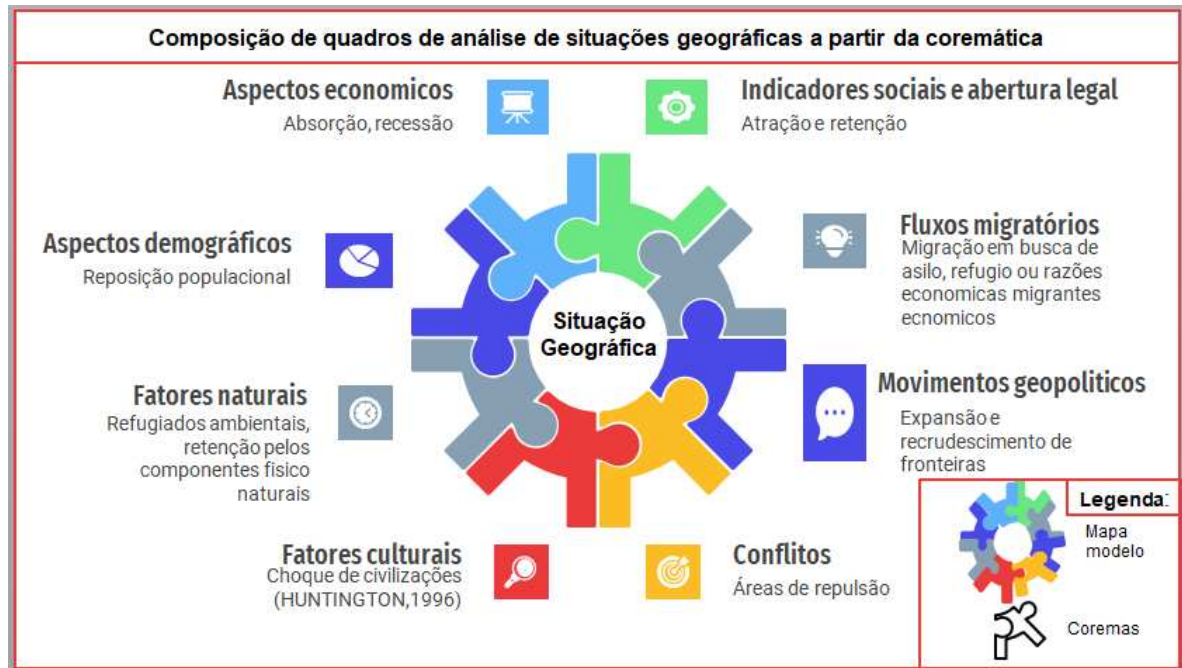 Composição de quadros de análise de situações geográficas a partir da coremática
Aspectos economicos
Absorção, recessão
Indicadores sociais e abertura legal
Atração e retenção
Aspectos demográficos
Reposição populacional
Fluxos migratórios
Migração em busca de
asilo, refugio ou razões
economicas migrantes
ecnomicos
Situação
Geográfica
Fatores naturais
Refugiados ambientais,
retenção pelos
componentes fisico
naturais
Movimentos geopoliticos
Expansão e
recrudescimento de
fronteiras
Fatores culturais
Choque de civilizações
(HUNTINGTON,1996)
Conflitos
Áreas de repulsão
Legenda:
Mapa
modelo
Coremas